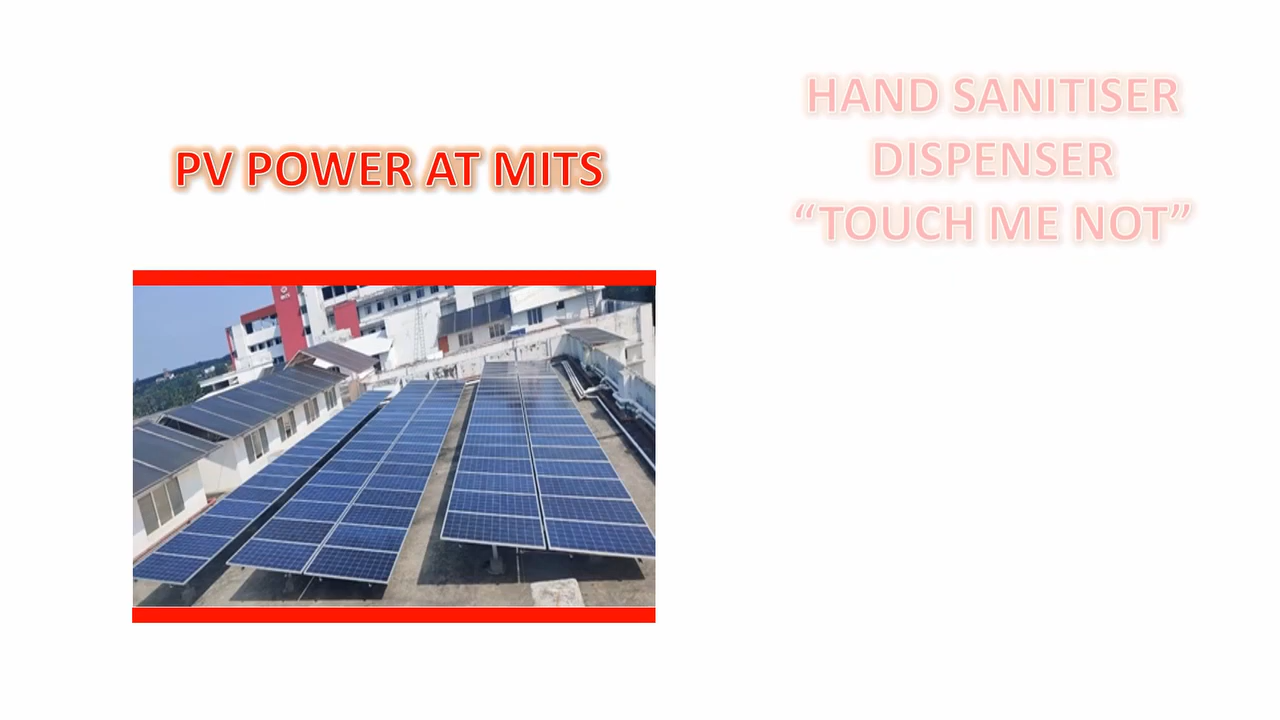 PV POWER AT MITS
HAND SANITISER
DISPENSER
“TOUCH ME NOT”